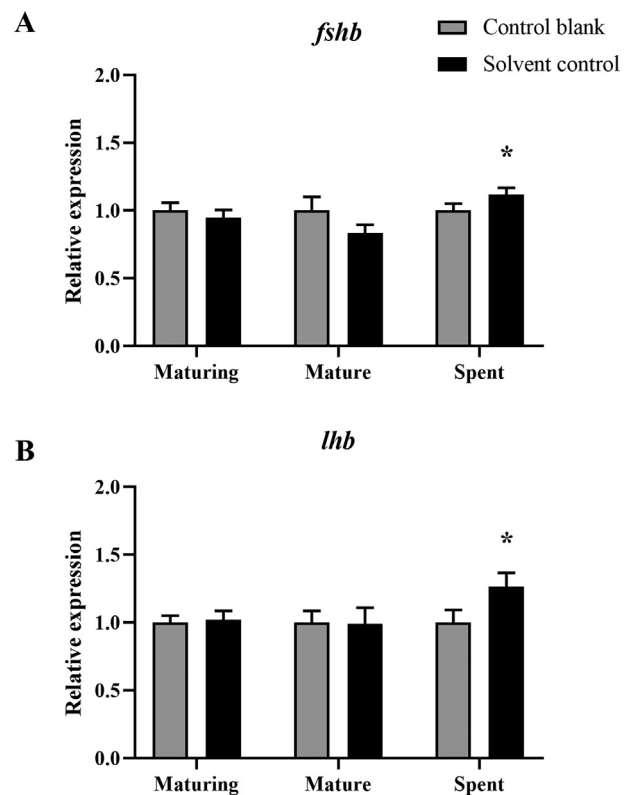 A
fshb
Control blank
Solvent control
Relative expression
2.0
1.5
1.0
0.5
0.0
*
Maturing Mature Spent
B
lhb
Relative expression
2.0
1.5
1.0
0.5
0.0
*
Maturing Mature Spent